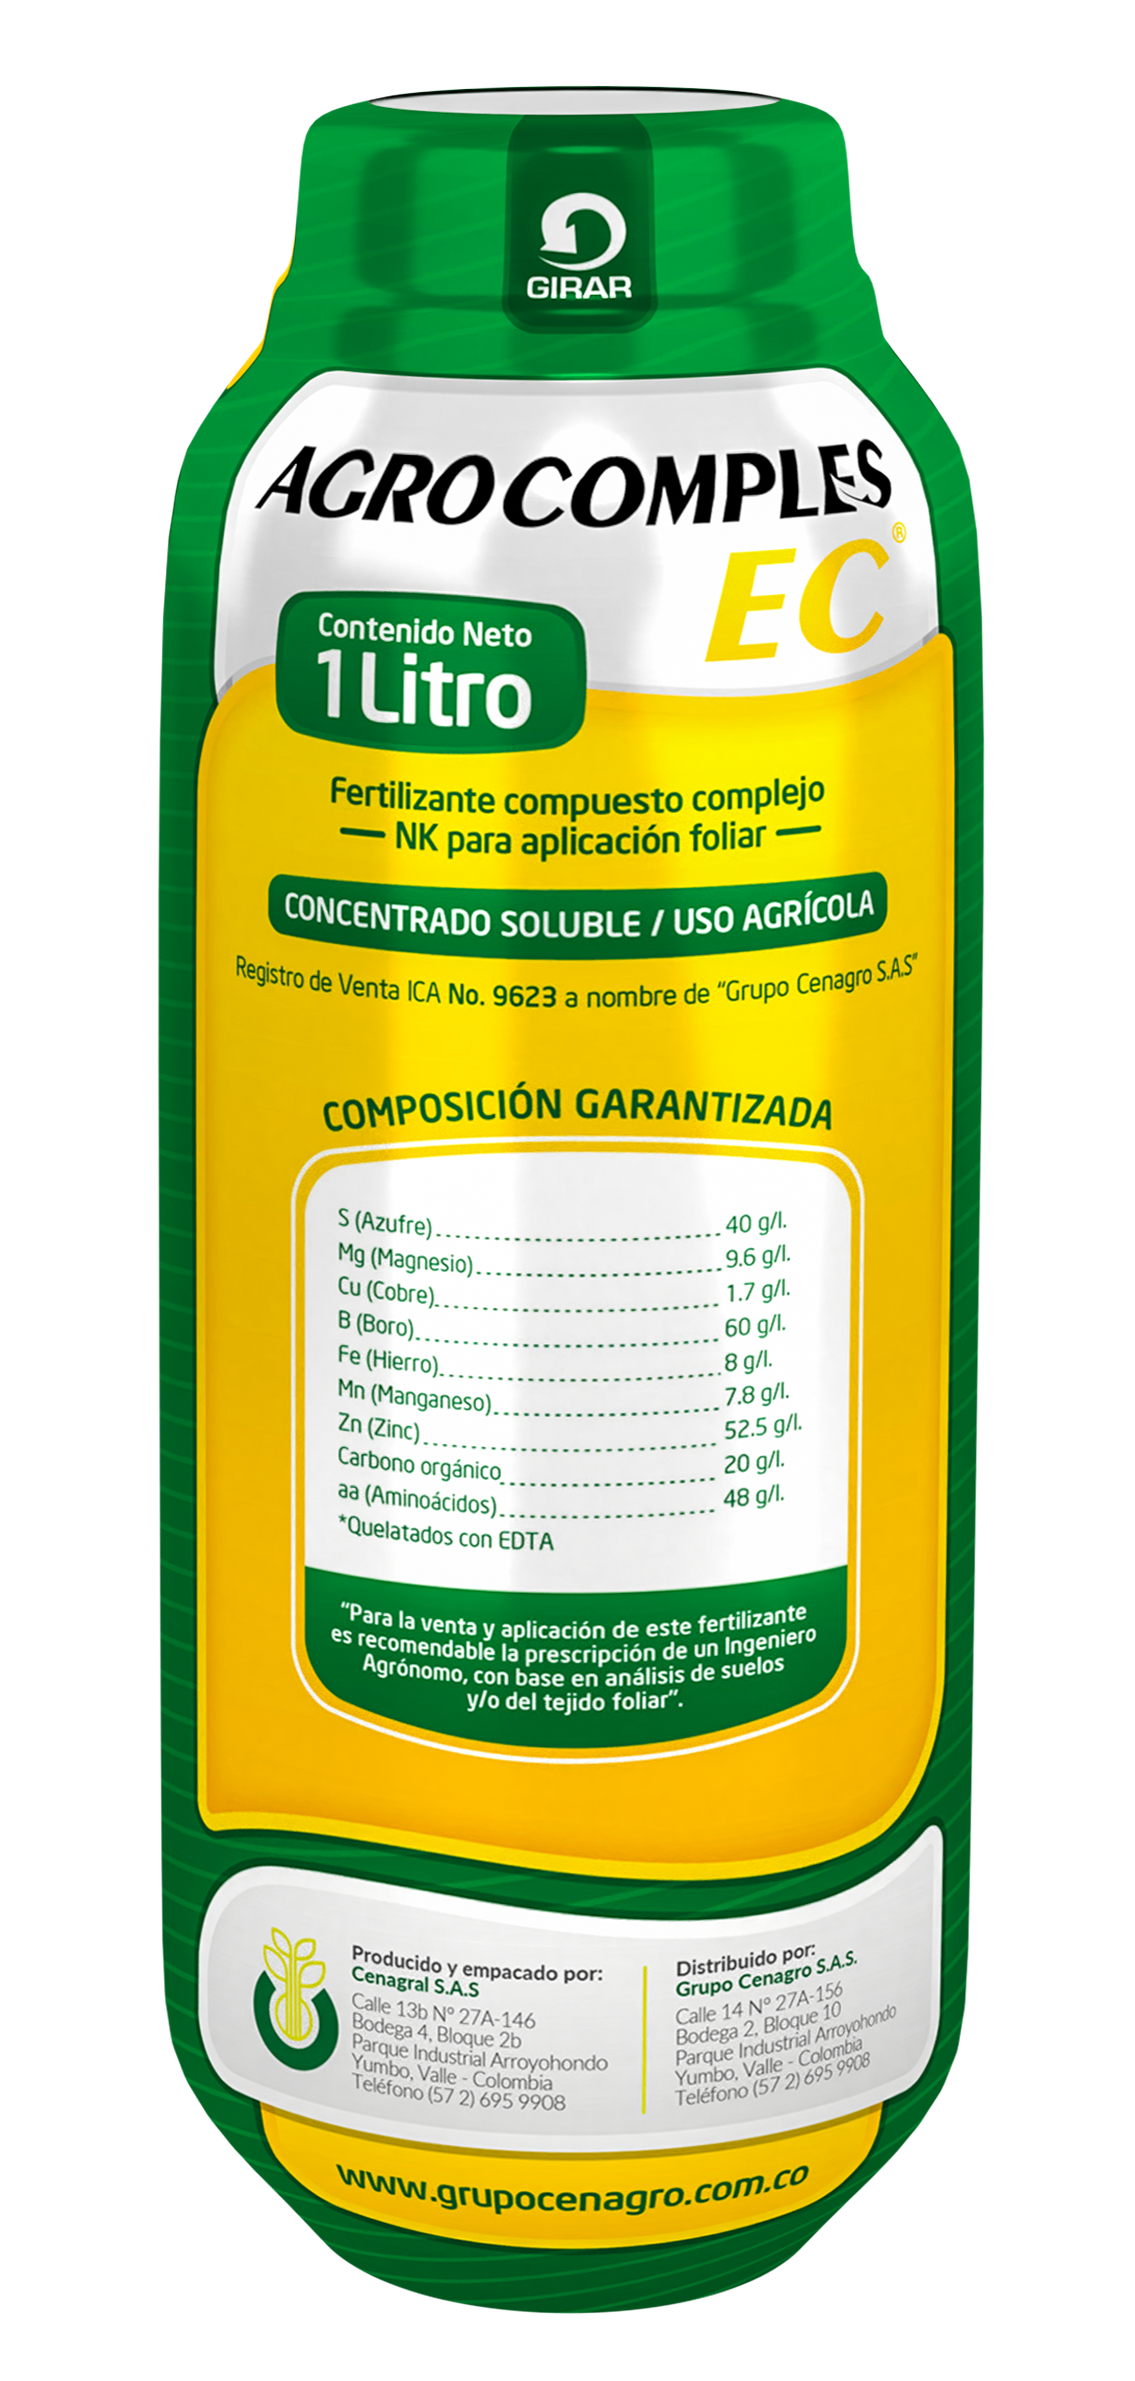 GIRAR
AGROCOMPLES
EC®
Contenido Neto
1 Litro
Fertilizante compuesto complejo
NK para aplicación foliar
CONCENTRADO SOLUBLE / USO AGRÍCOLA
Registro de Venta ICA No. 9623 a nombre de “Grupo Cenagro S.A.S”
COMPOSICIÓN GARANTIZADA
S (Azufre) 40 g/l.
Mg (Magnesio) 9.6 g/l.
Cu (Cobre) 1.7 g/l.
B (Boro) 60 g/l.
Fe (Hierro) 8 g/l.
Mn (Manganeso) 7.8 g/l.
Zn (Zinc) 52.5 g/l.
Carbono orgánico 20 g/l.
aa (Aminoácidos) 48 g/l.
*Quelatados con EDTA
“Para la venta y aplicación de este fertilizante
es recomendable la prescripción de un Ingeniero
Agrónomo, con base en análisis de suelos
y/o del tejido foliar”.
Producido y empacado por:
Cenagral S.A.S
Calle 13b Nº 27A-146
Bodega 4, Bloque 2b
Parque Industrial Arroyohondo
Yumbo, Valle - Colombia
Teléfono (57 2) 695 9908
Distribuido por:
Grupo Cenagro S.A.S.
Calle 14 Nº 27A-156
Bodega 2, Bloque 10
Parque Industrial Arroyohondo
Yumbo, Valle - Colombia
Teléfono (57 2) 695 9908
www.grupocenagro.com.co